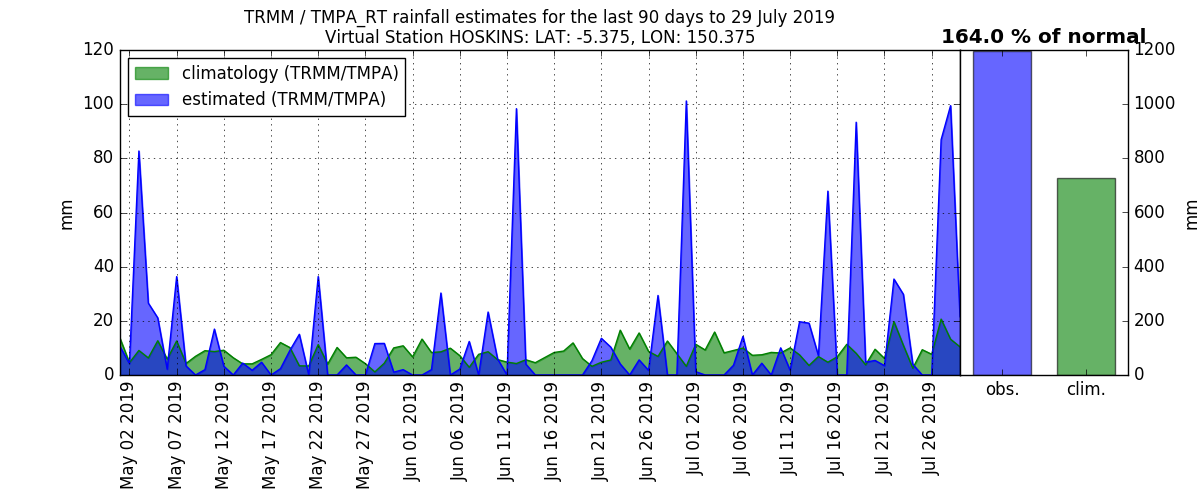 TRMM / TMPA_RT rainfall estimates for the last 90 days to 29 July 2019
Virtual Station HOSKINS: LAT: -5.375, LON: 150.375
164.0 % of normal
climatology (TRMM/TMPA)
estimated (TRMM/TMPA)
mm
120
100
80
60
40
20
0
May 02 2019
May 07 2019
May 12 2019
May 17 2019
May 22 2019
May 27 2019
Jun 01 2019
Jun 06 2019
Jun 11 2019
Jun 16 2019
Jun 21 2019
Jun 26 2019
Jul 01 2019
Jul 06 2019
Jul 11 2019
Jul 16 2019
Jul 21 2019
Jul 26 2019
obs.
clim.
1200
1000
800
600
400
200
0
mm